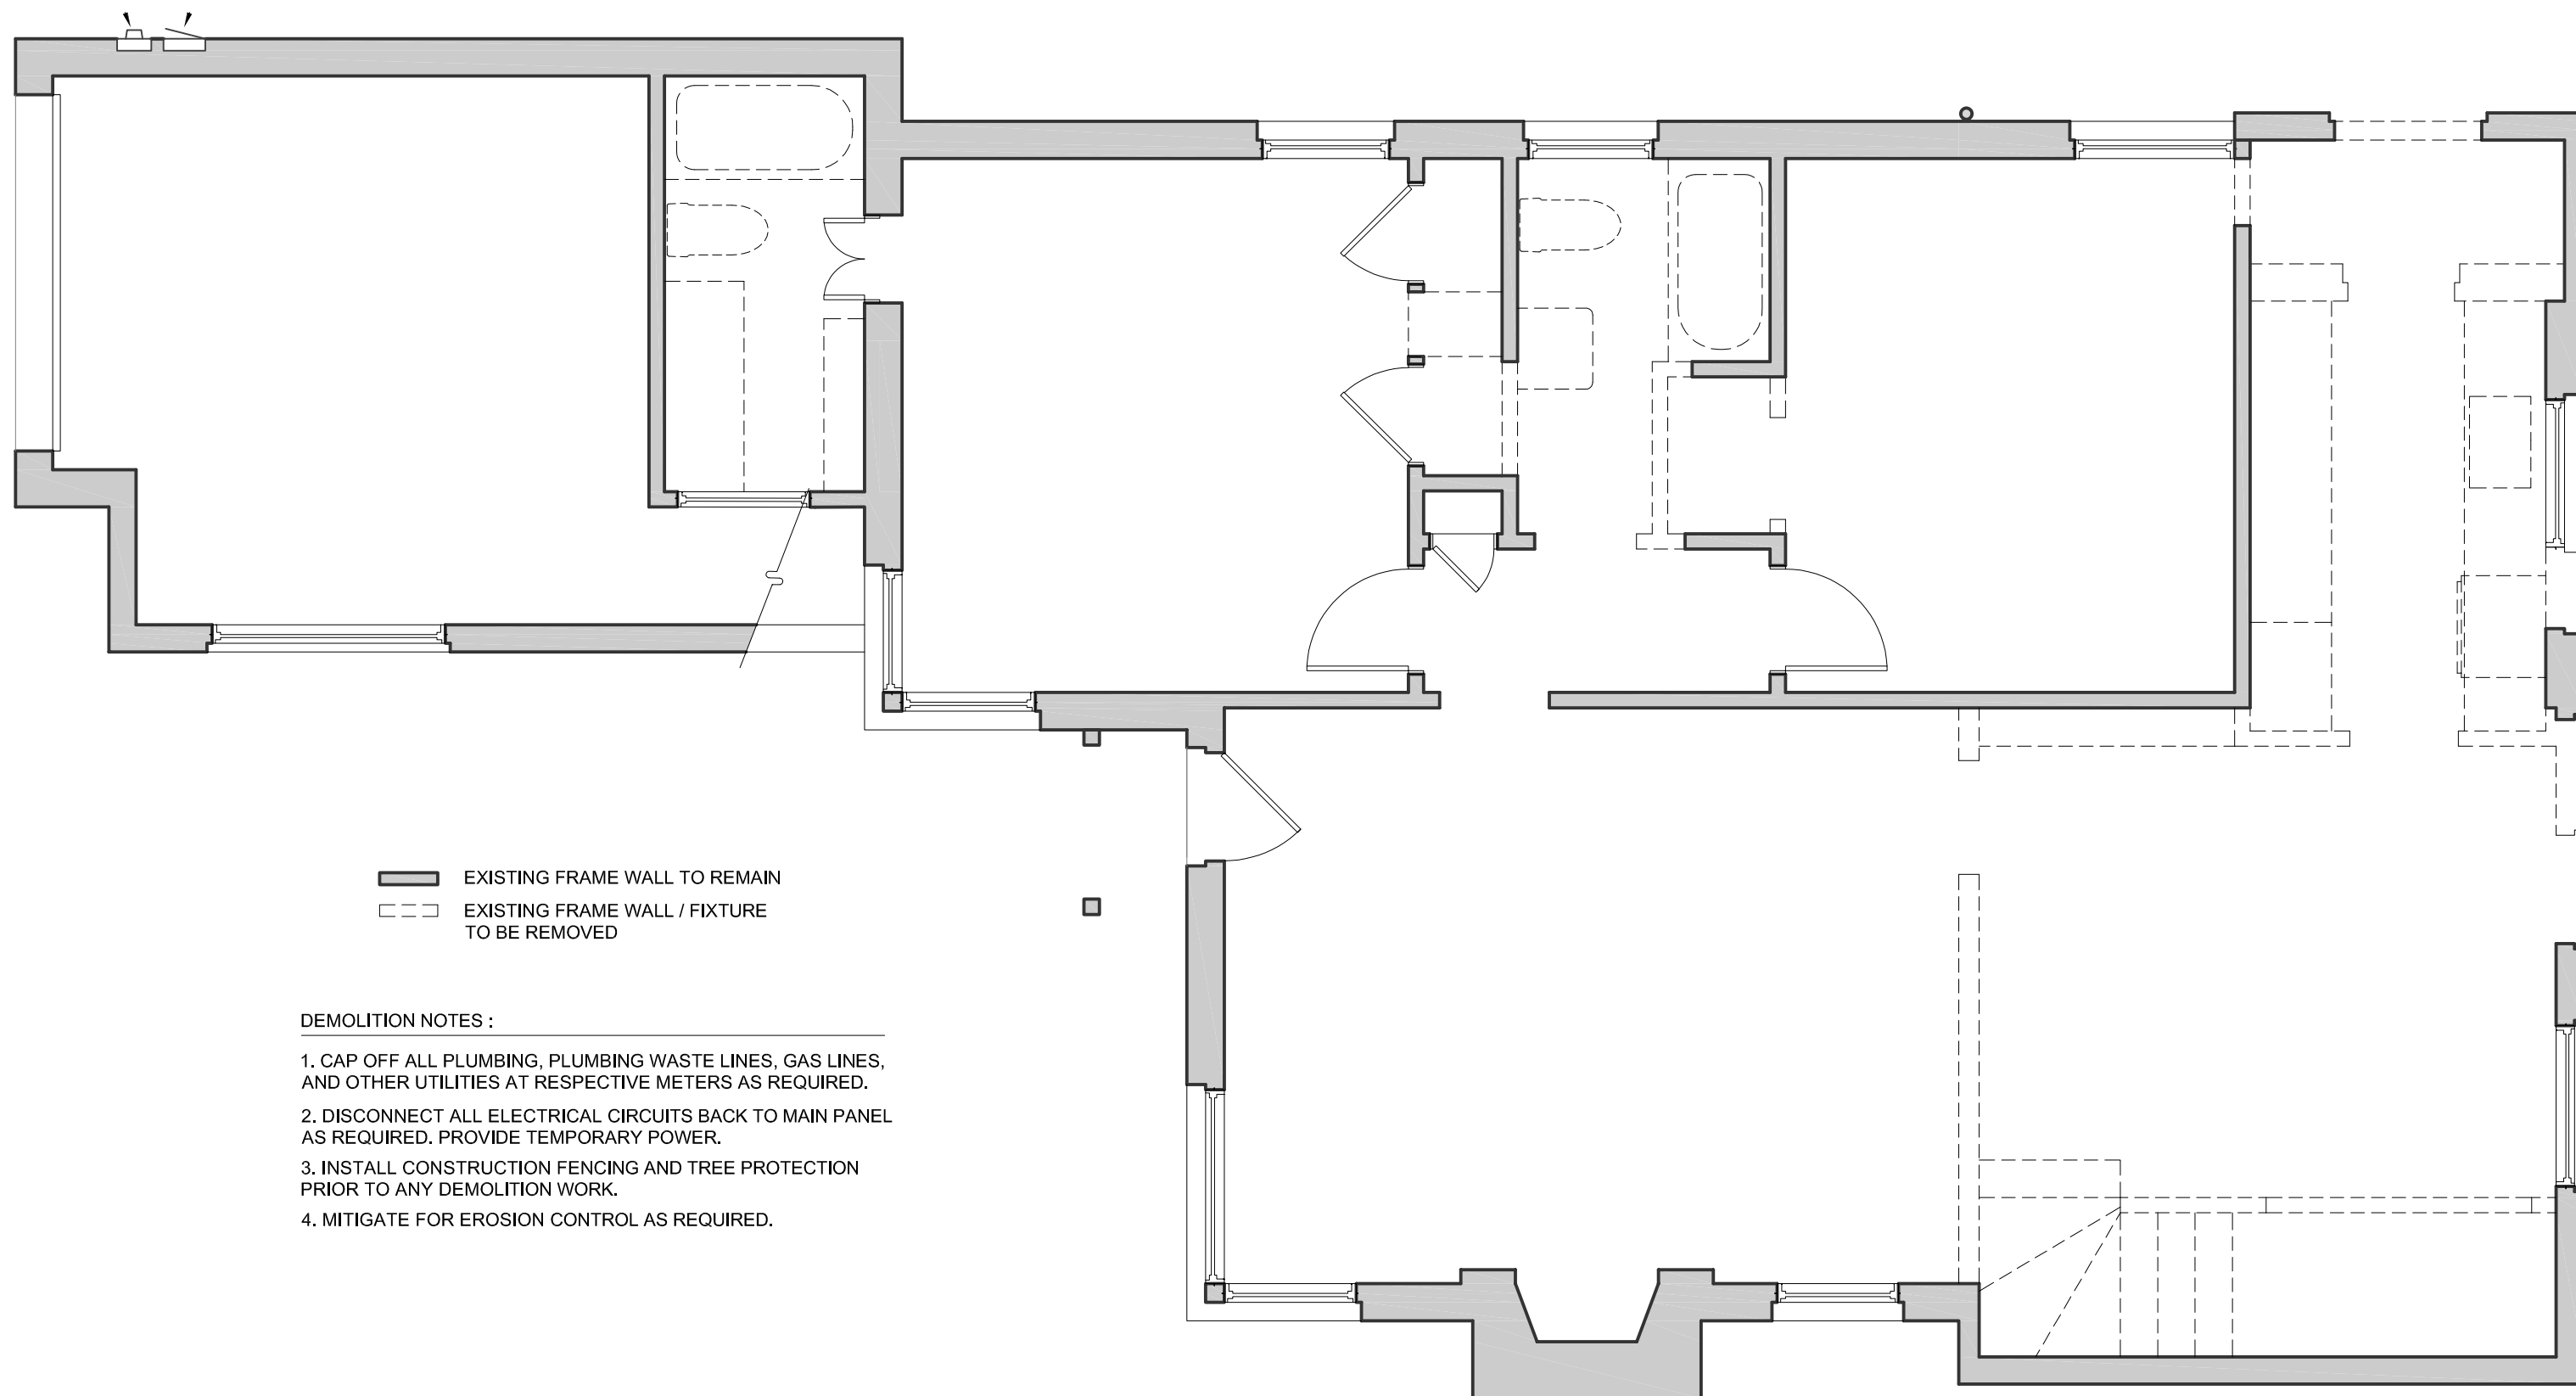 EXISTING FRAME WALL TO REMAIN
EXISTING FRAME WALL / FIXTURE
TO BE REMOVED
DEMOLITION NOTES :
1. CAP OFF ALL PLUMBING, PLUMBING WASTE LINES, GAS LINES,
AND OTHER UTILITIES AT RESPECTIVE METERS AS REQUIRED.
2. DISCONNECT ALL ELECTRICAL CIRCUITS BACK TO MAIN PANEL
AS REQUIRED. PROVIDE TEMPORARY POWER.
3. INSTALL CONSTRUCTION FENCING AND TREE PROTECTION
PRIOR TO ANY DEMOLITION WORK.
4. MITIGATE FOR EROSION CONTROL AS REQUIRED.